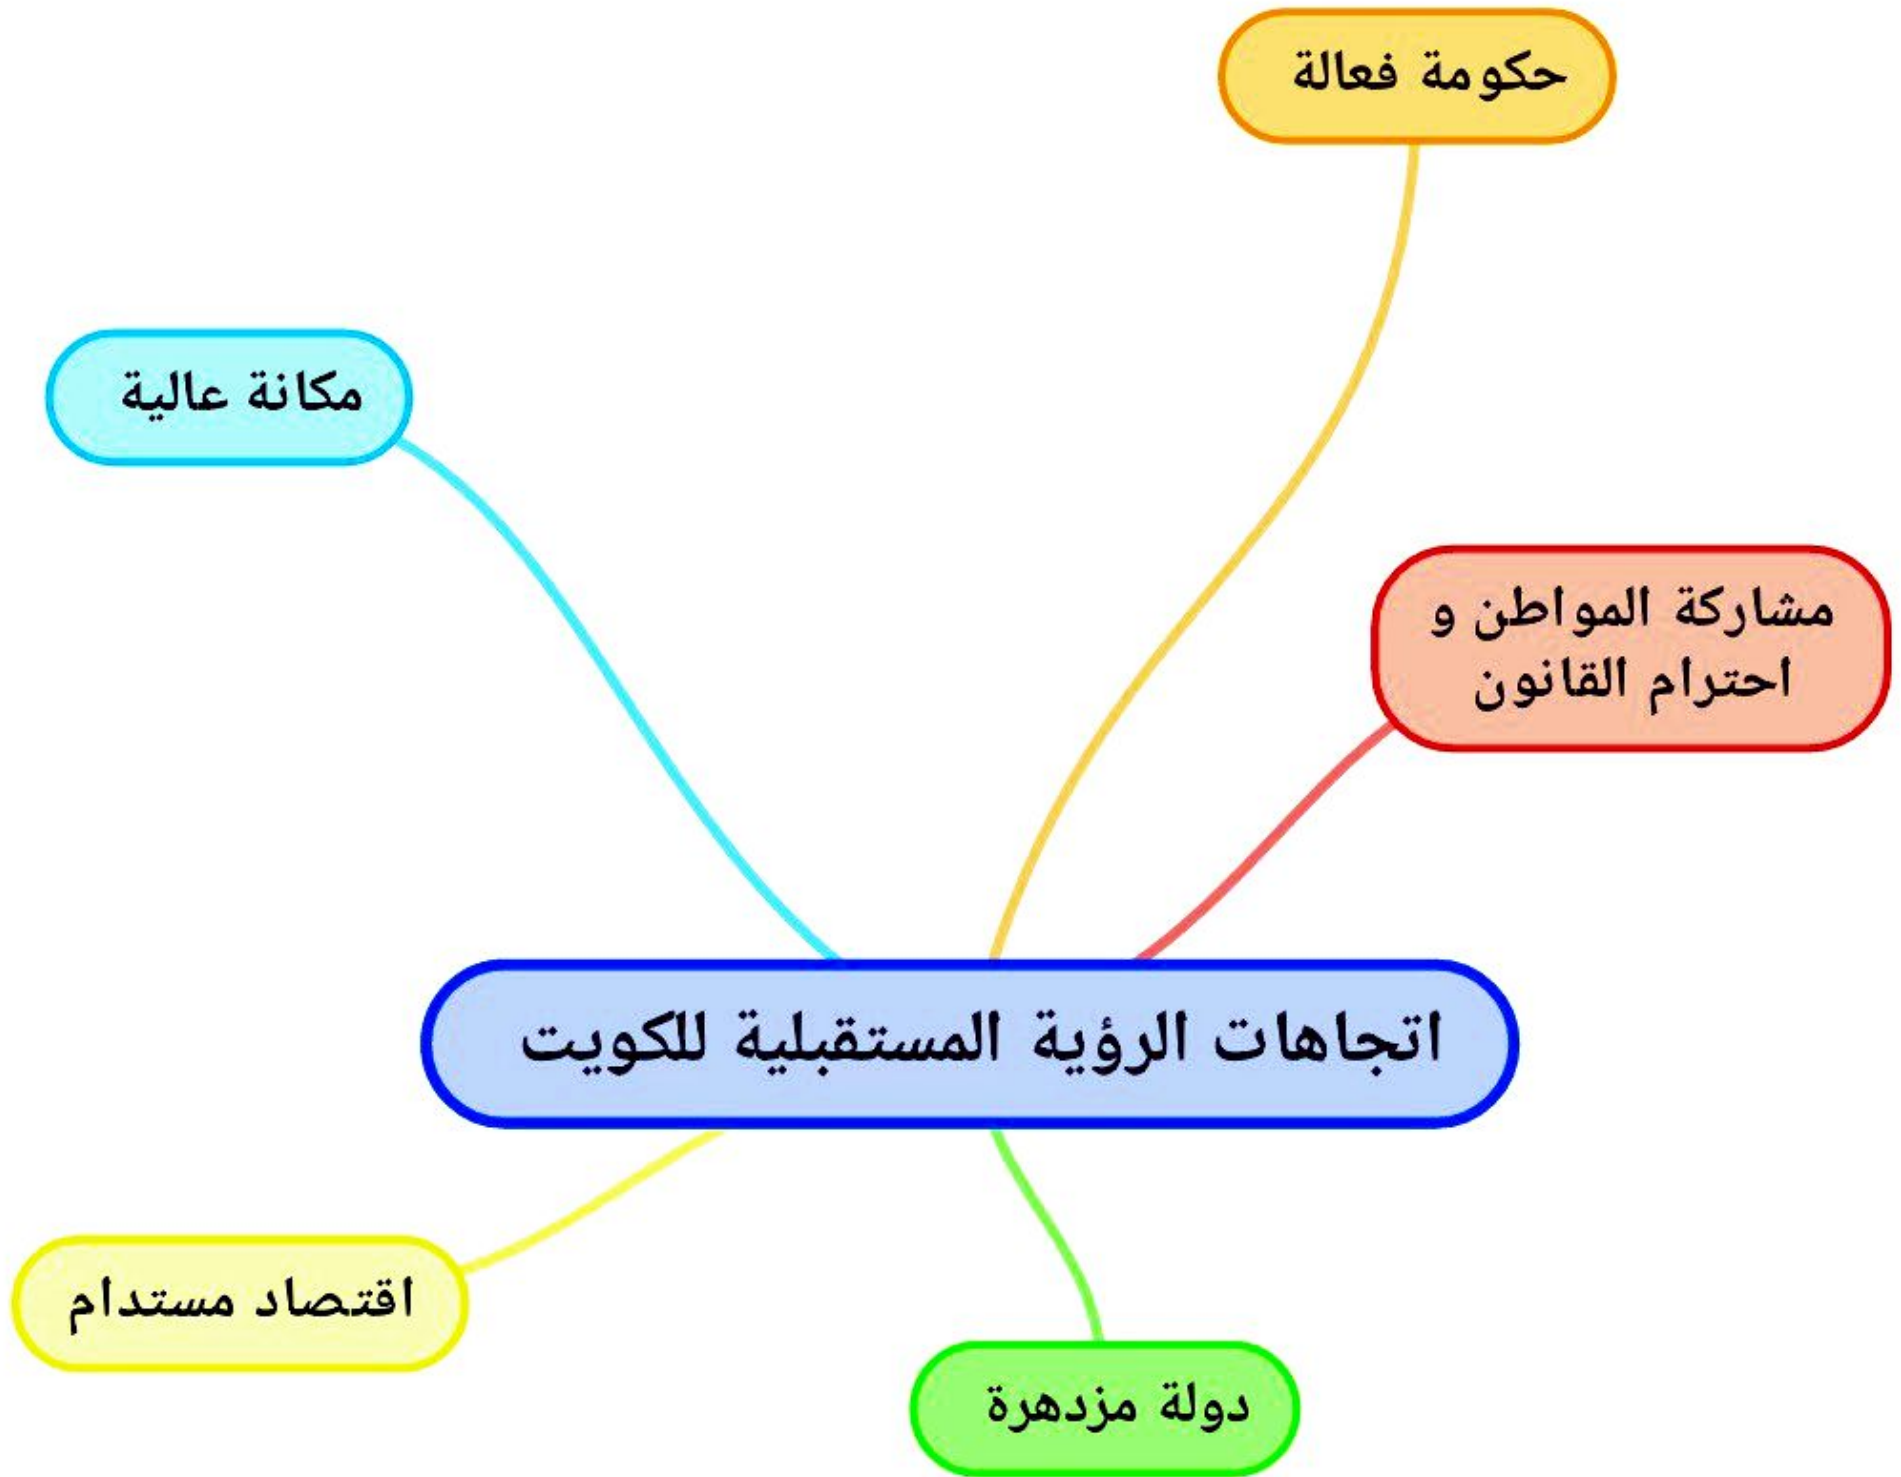 حكومة فعالة
مكانة عالية
مشاركة المواطن و
احترام القانون
اتجاهات الرؤية المستقبلية للكويت
اقتصاد مستدام
دولة مزدهرة